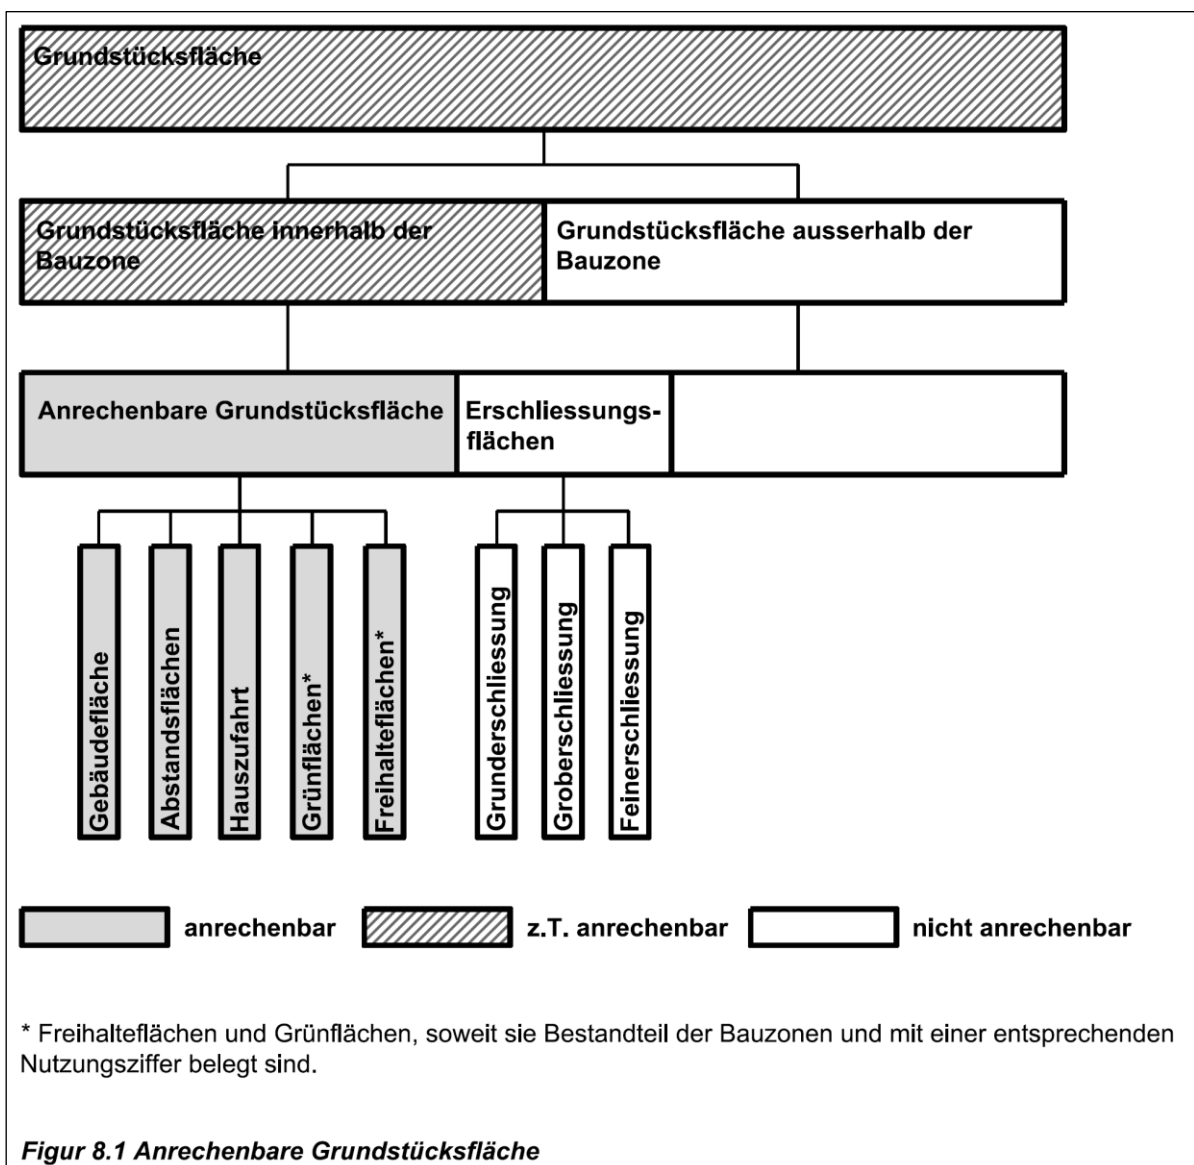 Grundstücksfläche
Grundstücksfläche innerhalb der
Bauzone
Grundstücksfläche ausserhalb der
Bauzone
Anrechenbare Grundstücksfläche
Erschliessungs-
flächen
Gebäudefläche
Abstandsflächen
Hauszufahrt
Grünflächen*
Freihalteflächen*
Grunderschliessung
Groberschliessung
Feinerschliessung
anrechenbar
z.T. anrechenbar
nicht anrechenbar
* Freihalteflächen und Grünflächen, soweit sie Bestandteil der Bauzonen und mit einer entsprechenden
Nutzungsziffer belegt sind.
Figur 8.1 Anrechenbare Grundstücksfläche